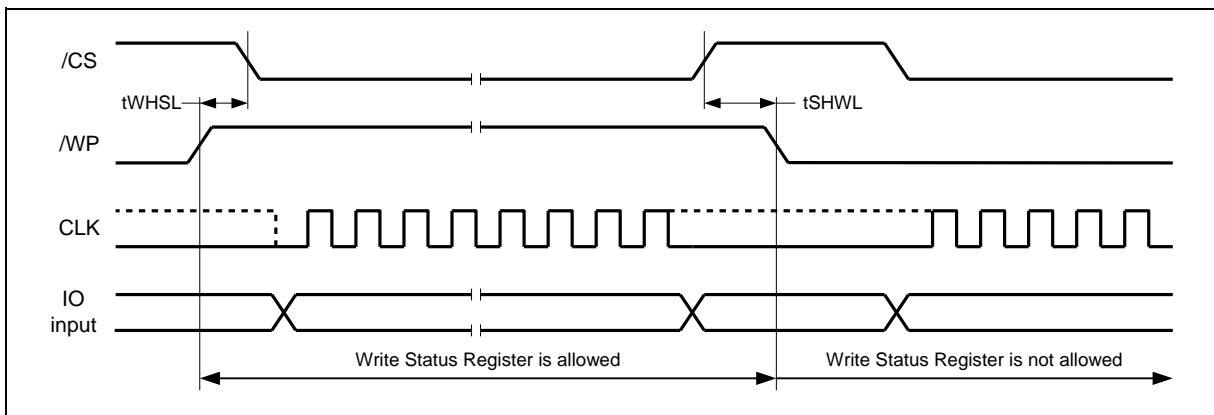 /CS
tWHSL
tSHWL
/WP
CLK
IO
input
Write Status Register is allowed
Write Status Register is not allowed